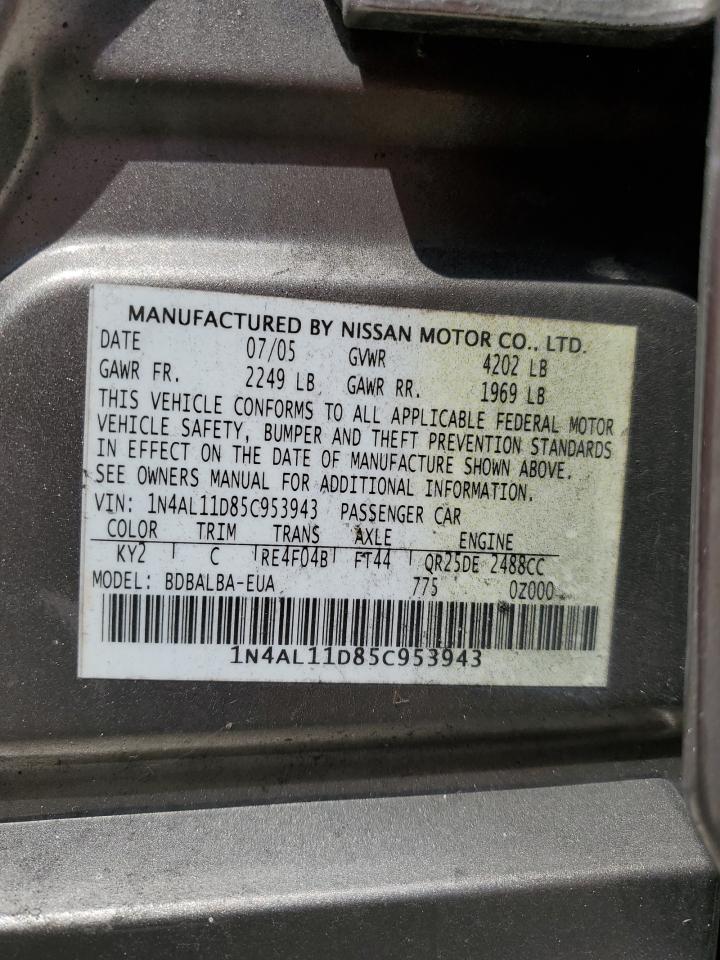 MANUFACTURED BY NISSAN MOTOR CO., LTD.
DATE 07/05 GVWR 4202 LB
GAWR FR. 2249 LB GAWR RR. 1969 LB
THIS VEHICLE CONFORMS TO ALL APPLICABLE FEDERAL MOTOR
VEHICLE SAFETY, BUMPER AND THEFT PREVENTION STANDARDS
IN EFFECT ON THE DATE OF MANUFACTURE SHOWN ABOVE.
SEE OWNERS MANUAL FOR ADDITIONAL INFORMATION.
VIN: 1N4AL11D85C953943 PASSENGER CAR
COLOR TRIM TRANS AXLE ENGINE
KY2 C RE4F04B FT44 QR25DE 2488CC
MODEL: BDBALBA-EUA 775 0Z000
1N4AL11D85C953943